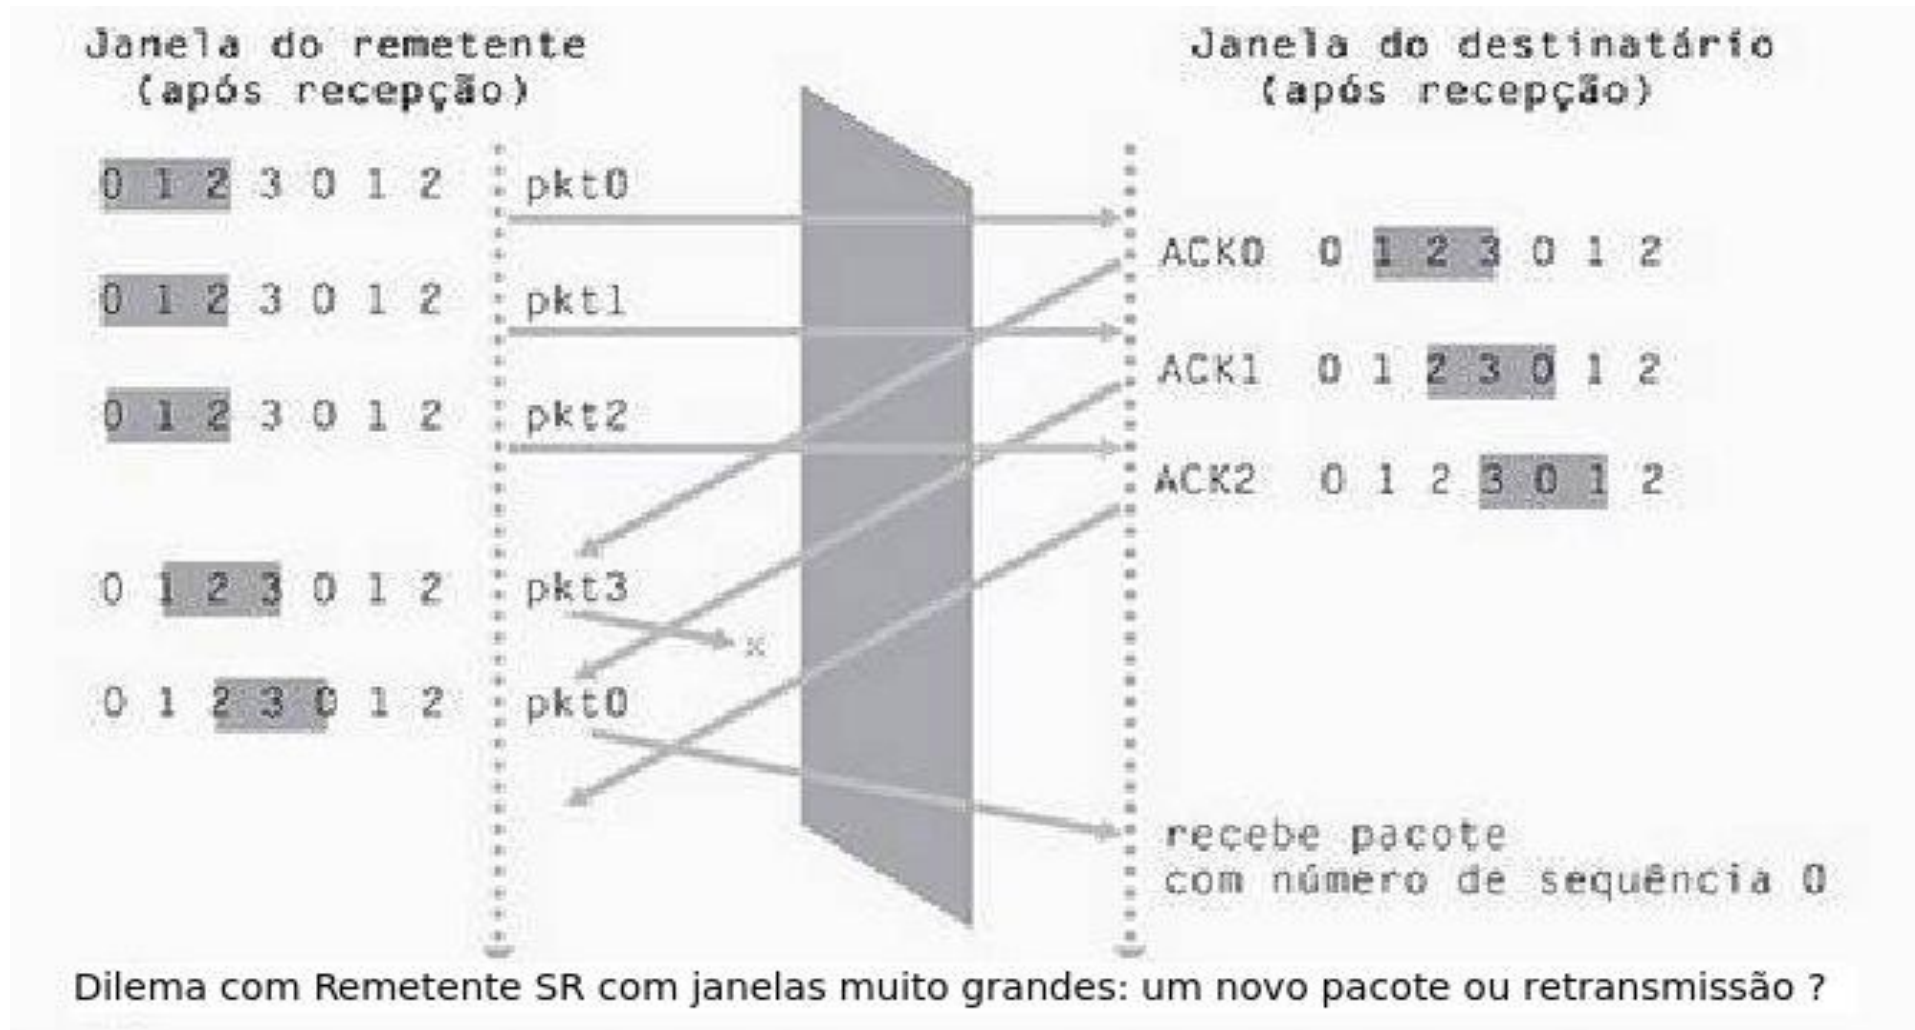 Janela do remetente
(após recepção)
Janela do destinatário
(após recepção)
0 1 2 3 0 1 2
pkt0
ACK0 0 1 2 3 0 1 2
0 1 2 3 0 1 2
pkt1
ACK1 0 1 2 3 0 1 2
0 1 2 3 0 1 2
pkt2
ACK2 0 1 2 3 0 1 2
0 1 2 3 0 1 2
pkt3
x
0 1 2 3 0 1 2
pkt0
recebe pacote
com número de sequência 0
Dilema com Remetente SR com janelas muito grandes: um novo pacote ou retransmissão ?